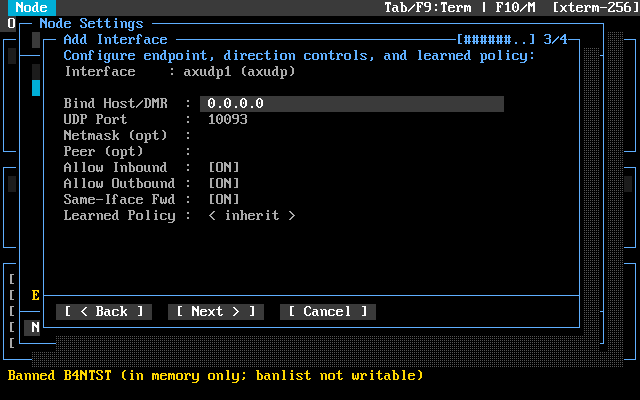 Node Tab/F9:Term | F10/M [xterm-256]
O Node Settings
Add Interface [######..] 3/4
Configure endpoint, direction controls, and learned policy:
Interface : axudp1 (axudp)
Bind Host/DMR : 0.0.0.0
UDP Port : 10093
Netmask (opt) :
Peer (opt) :
Allow Inbound : [ON]
Allow Outbound : [ON]
Same-Iface Fwd : [ON]
Learned Policy : < inherit >
[
[ E
[ [ < Back ] [ Next > ] [ Cancel ]
[ N
[
Banned B4NTST (in memory only; banlist not writable)